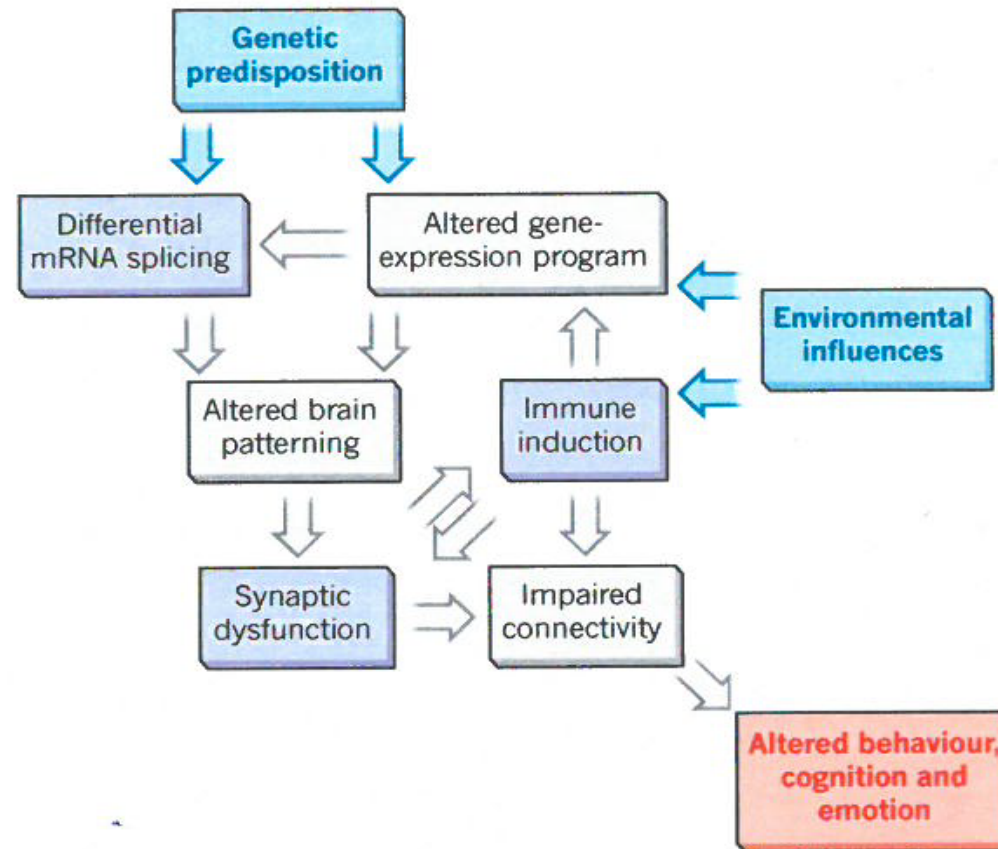 Genetic
predisposition
Differential
mRNA splicing
Altered gene-
expression program
Environmental
influences
Altered brain
patterning
Immune
induction
Synaptic
dysfunction
Impaired
connectivity
Altered behaviour,
cognition and
emotion